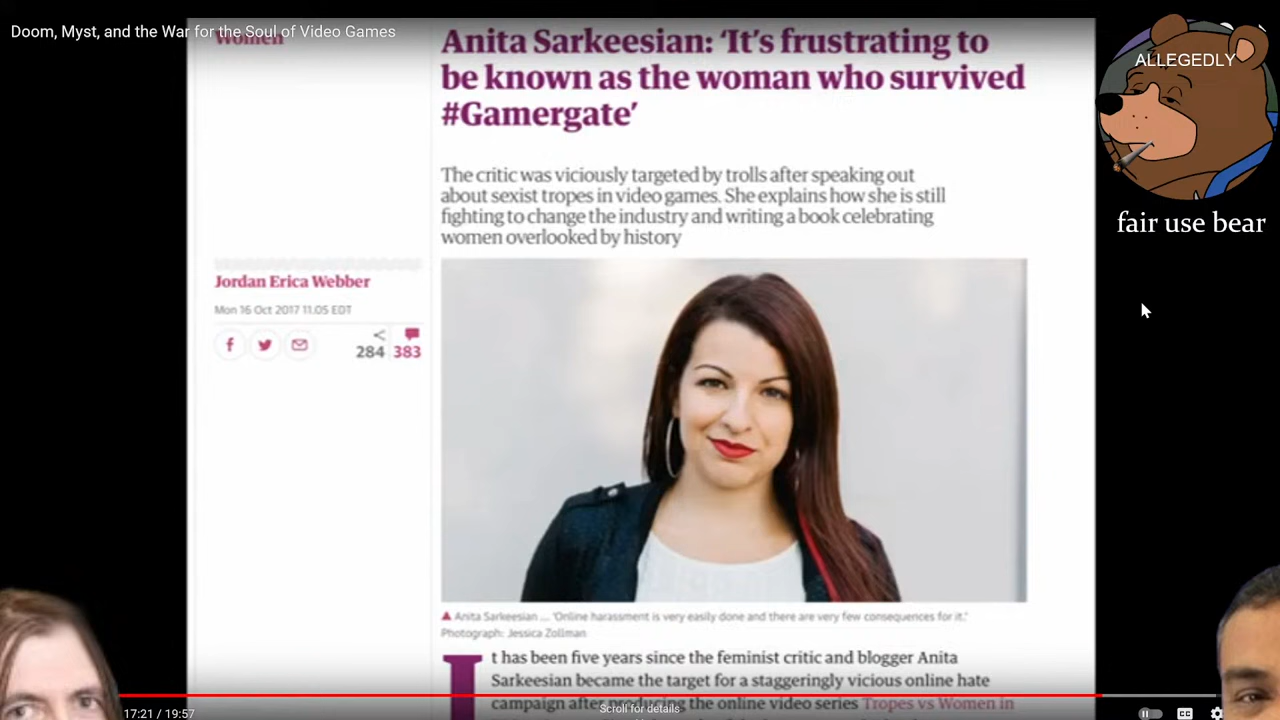 Doom, Myst, and the War for the Soul of Video Games
ALLEGEDLY
fair use bear
Women
Anita Sarkeesian: ‘It’s frustrating to
be known as the woman who survived
#Gamergate’
The critic was viciously targeted by trolls after speaking out
about sexist tropes in video games. She explains how she is still
fighting to change the industry and writing a book celebrating
women overlooked by history
Jordan Erica Webber
Mon 16 Oct 2017 11.05 EDT
284 383
Anita Sarkeesian ... ‘Online harassment is very easily done and there are very few consequences for it.’
Photograph: Jessica Zollman
It has been five years since the feminist critic and blogger Anita
Sarkeesian became the target for a staggeringly vicious online hate
campaign after producing the online video series Tropes vs Women in
Scroll for details
17:21 / 19:57
CC